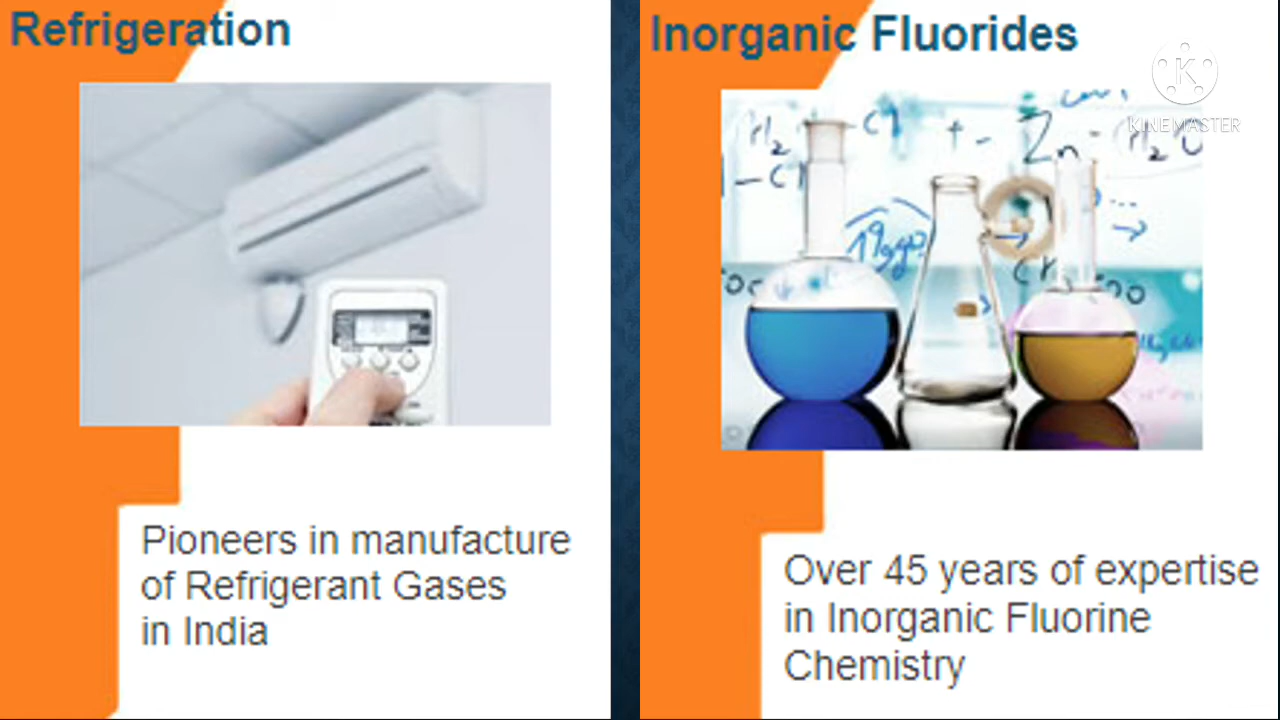 Refrigeration
Pioneers in manufacture
of Refrigerant Gases
in India
Inorganic Fluorides
KINEMASTER
Over 45 years of expertise
in Inorganic Fluorine
Chemistry